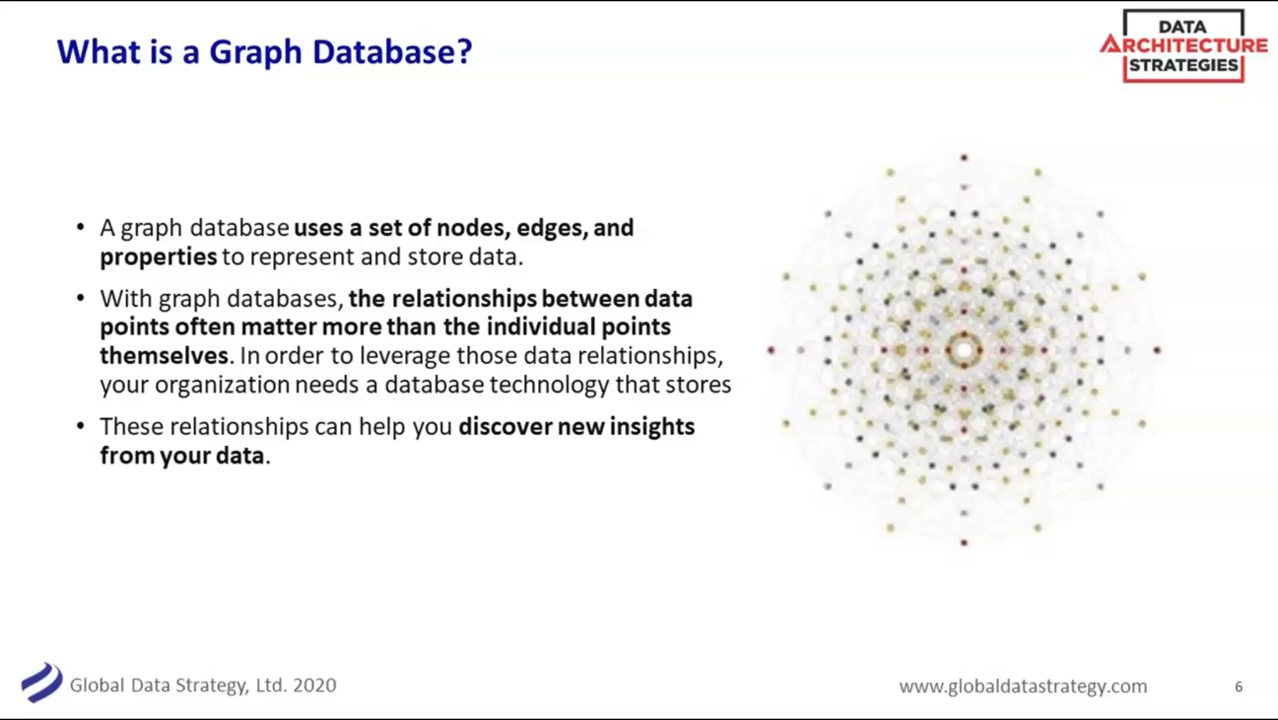 What is a Graph Database?
DATA
ARCHITECTURE
STRATEGIES
• A graph database uses a set of nodes, edges, and
properties to represent and store data.
• With graph databases, the relationships between data
points often matter more than the individual points
themselves. In order to leverage those data relationships,
your organization needs a database technology that stores
• These relationships can help you discover new insights
from your data.
Global Data Strategy, Ltd. 2020
www.globaldatastrategy.com
6